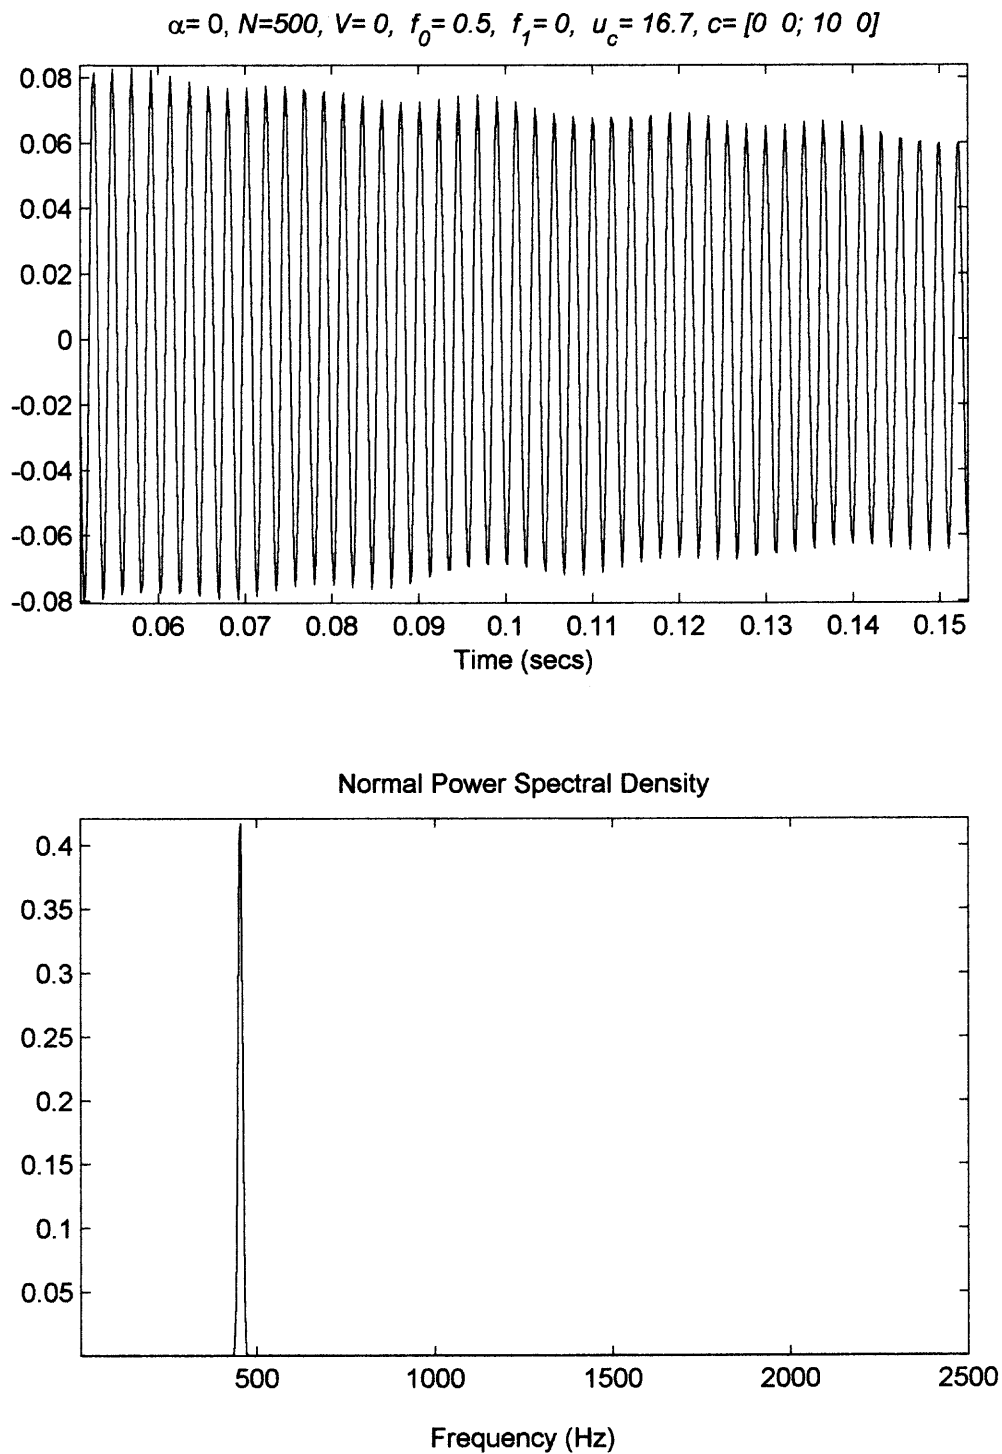 α= 0, N=500, V= 0, f0= 0.5, f1= 0, uc= 16.7, c= [0 0; 10 0]
0.08
0.06
0.04
0.02
0
-0.02
-0.04
-0.06
-0.08
0.06 0.07 0.08 0.09 0.1 0.11 0.12 0.13 0.14 0.15
Time (secs)
Normal Power Spectral Density
0.4
0.35
0.3
0.25
0.2
0.15
0.1
0.05
500 1000 1500 2000 2500
Frequency (Hz)